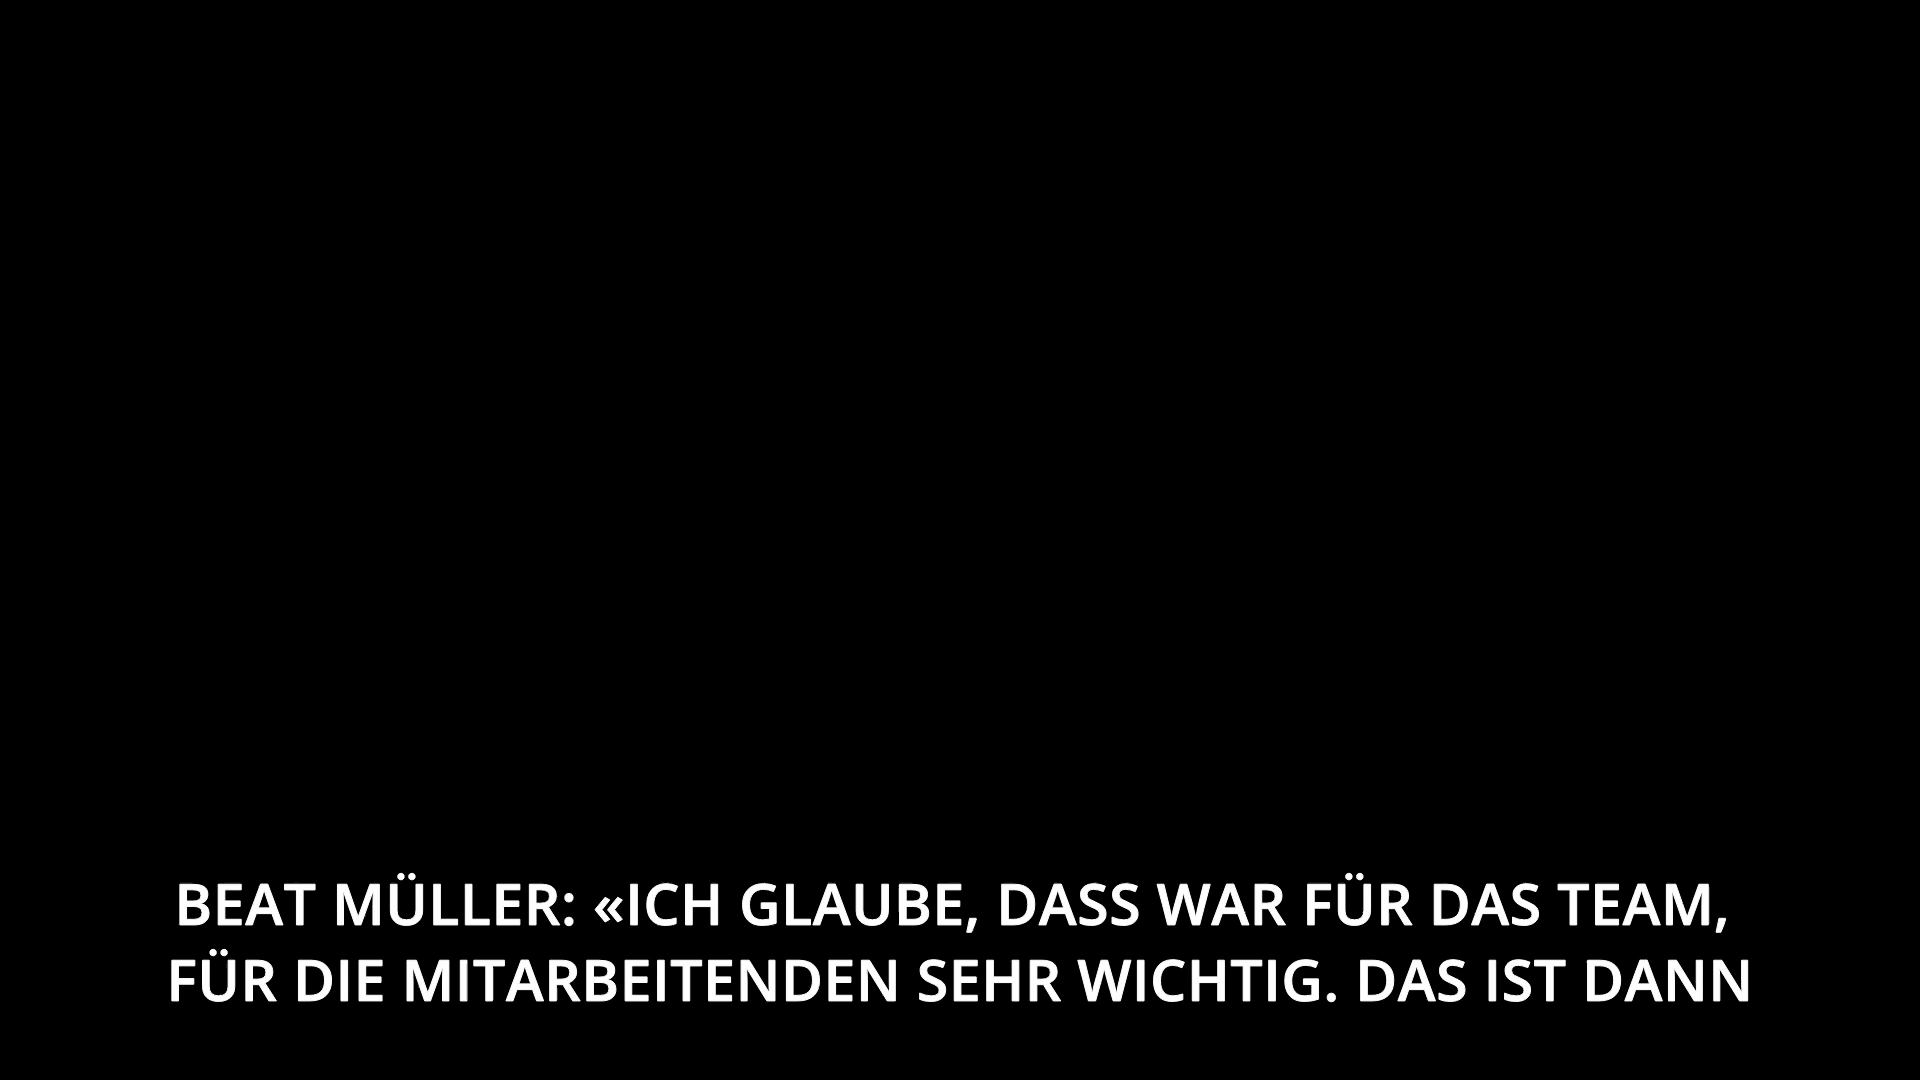 BEAT MÜLLER: «ICH GLAUBE, DASS WAR FÜR DAS TEAM,
FÜR DIE MITARBEITENDEN SEHR WICHTIG. DAS IST DANN